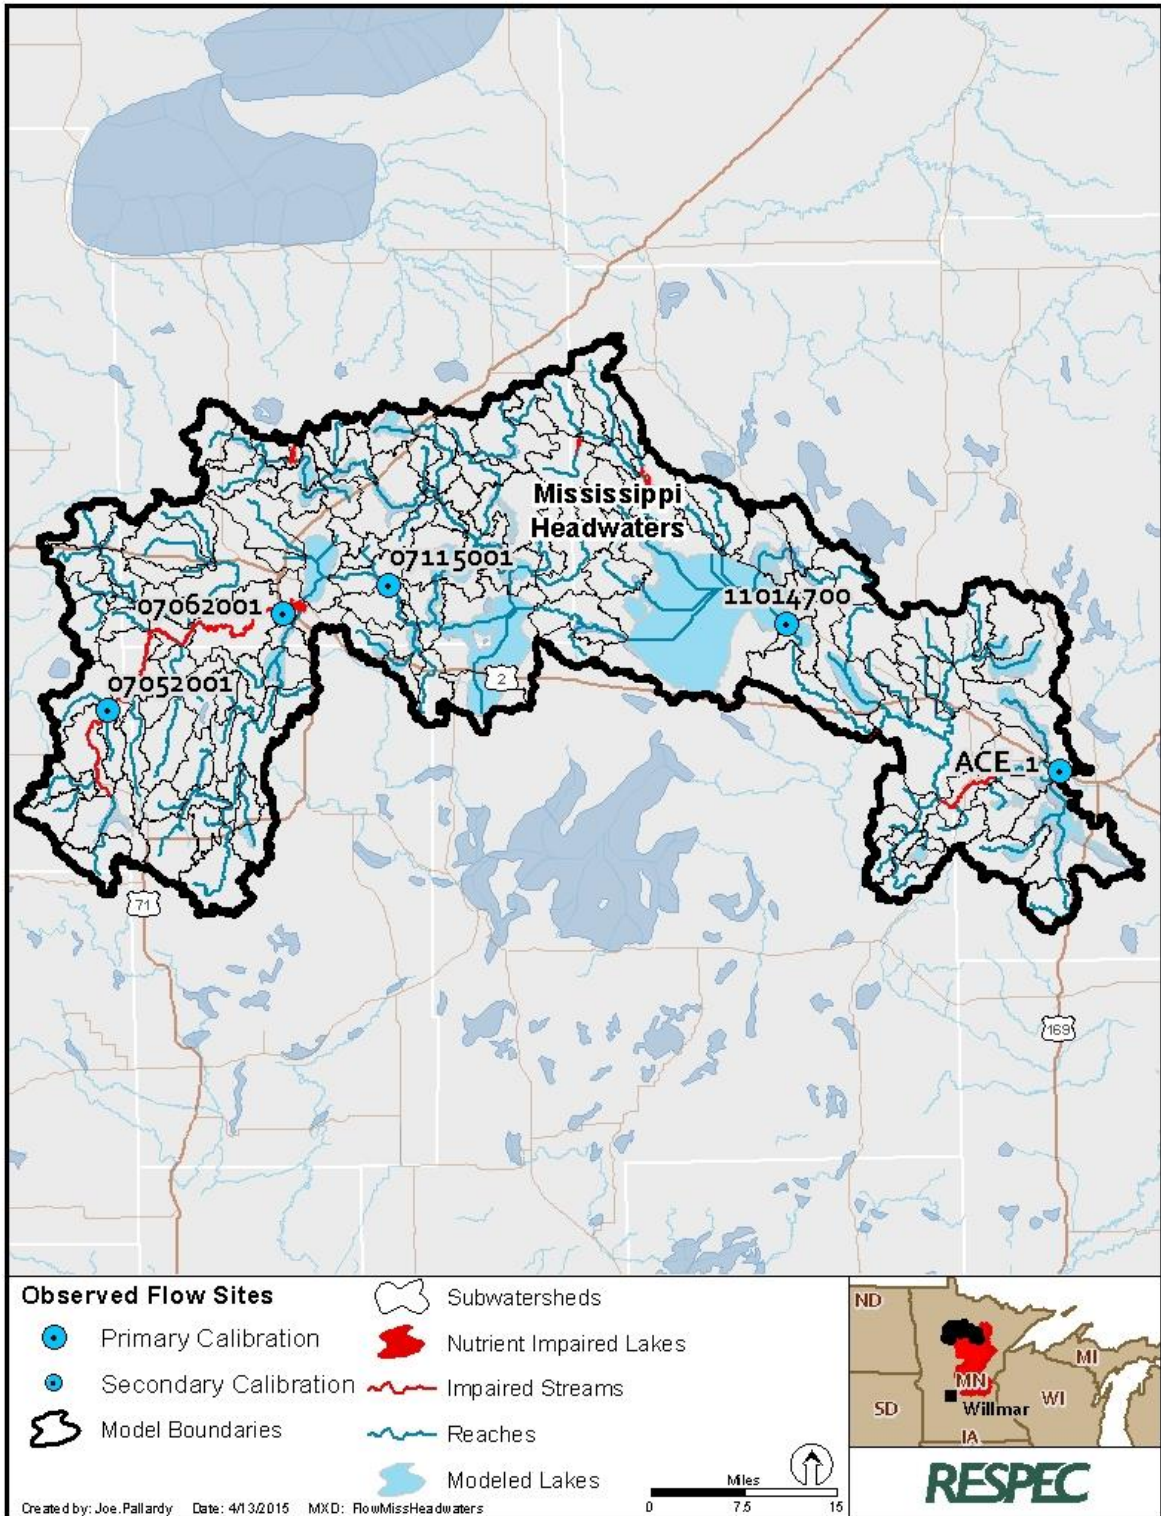 Mississippi
Headwaters
07115001
07062001
11014700
07052001
2
ACE_1
71
169
Observed Flow Sites
Primary Calibration
Secondary Calibration
Model Boundaries
Subwatersheds
Nutrient Impaired Lakes
Impaired Streams
Reaches
Modeled Lakes
Miles
0 7.5 15
Created by: Joe.Pallardy Date: 4/13/2015 MXD: FlowMissHeadwaters
ND
MN
MI
SD
WI
Willmar
IA
RESPEC